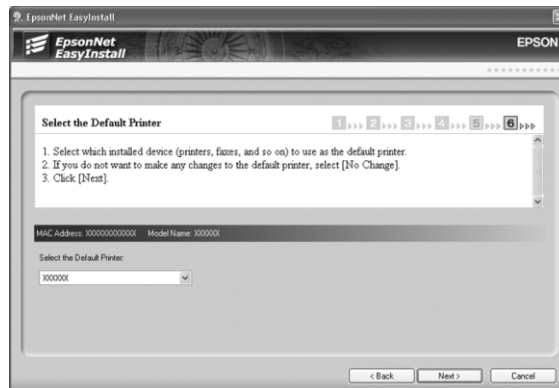 EpsonNet EasyInstall
EpsonNet
EasyInstall
EPSON
Select the Default Printer
1 2 3 4 5 6
1. Select which installed device (printers, faxes, and so on) to use as the default printer.
2. If you do not want to make any changes to the default printer, select [No Change].
3. Click [Next].
MAC Address: XXXXXXXXXXXX Model Name: XXXXXX
Select the Default Printer:
XXXXXX
< Back Next > Cancel